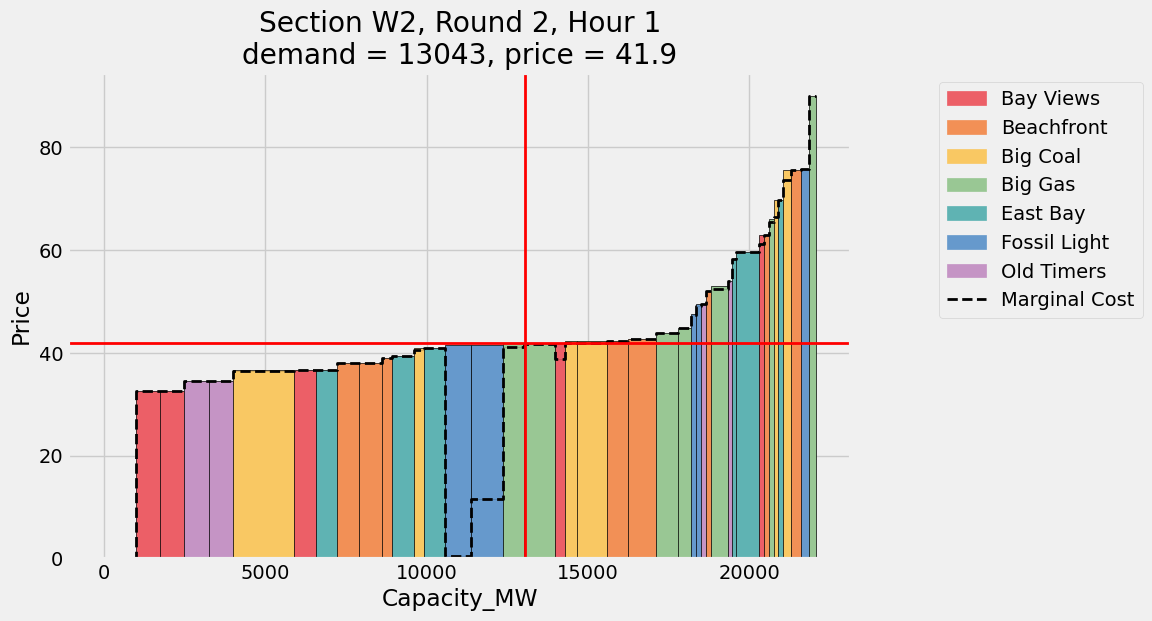 Section W2, Round 2, Hour 1
demand = 13043, price = 41.9
Price
80
60
40
20
0
0
5000
10000
15000
20000
Capacity_MW
Bay Views
Beachfront
Big Coal
Big Gas
East Bay
Fossil Light
Old Timers
Marginal Cost